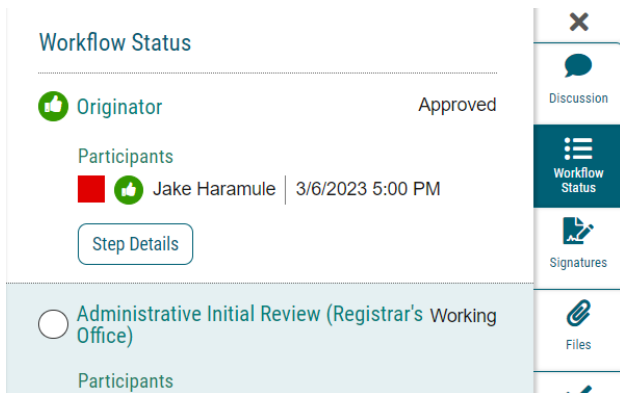 Workflow Status
Originator
Approved
Participants
Jake Haramule 3/6/2023 5:00 PM
Step Details
Administrative Initial Review (Registrar's
Office)
Working
Participants
Discussion
Workflow
Status
Signatures
Files